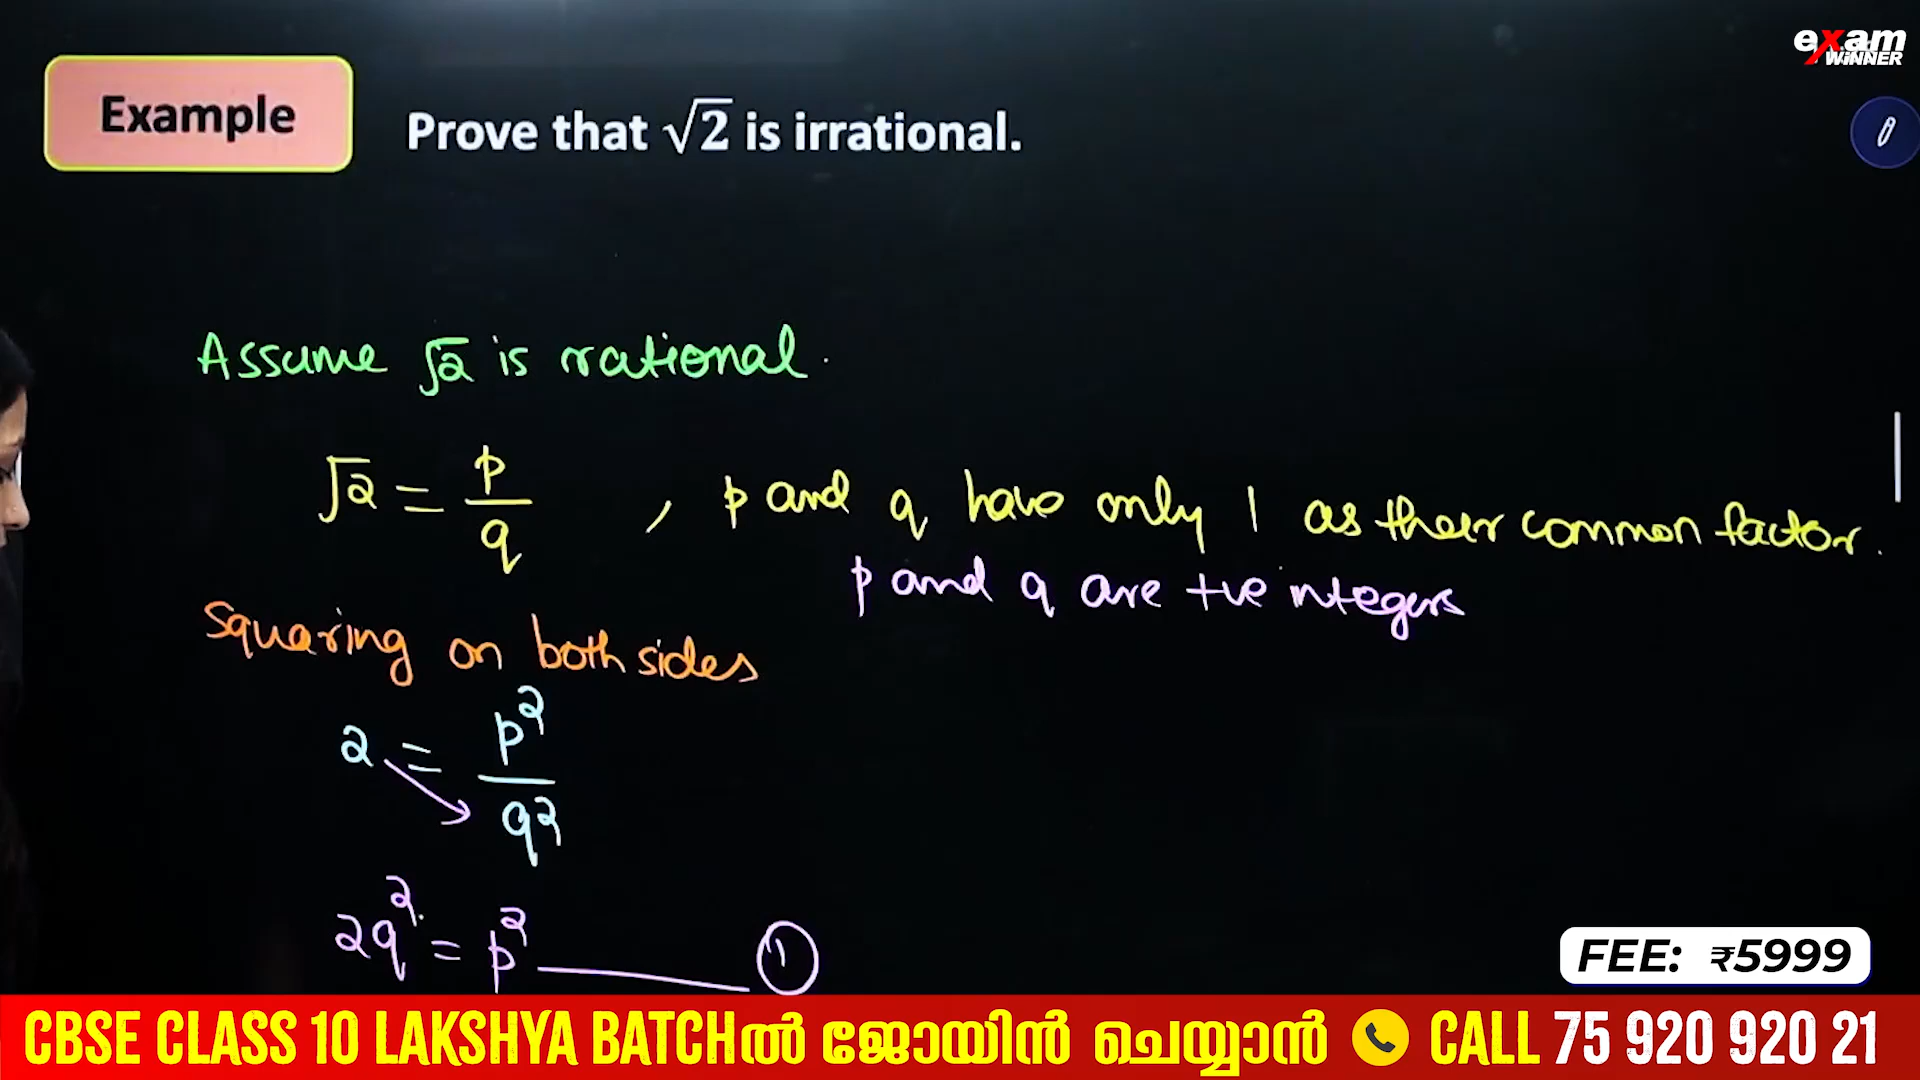 exam
WiNNER
Example
Prove that √2 is irrational.
Assume √2 is rational.
√2 = p/q , p and q have only 1 as their common factor.
p and q are +ve integers
Squaring on both sides
2 = p²/q²
2q² = p² ——— ①
FEE: ₹5999
CBSE CLASS 10 LAKSHYA BATCHൽ ജോയിൻ ചെയ്യാൻ CALL 75 920 920 21